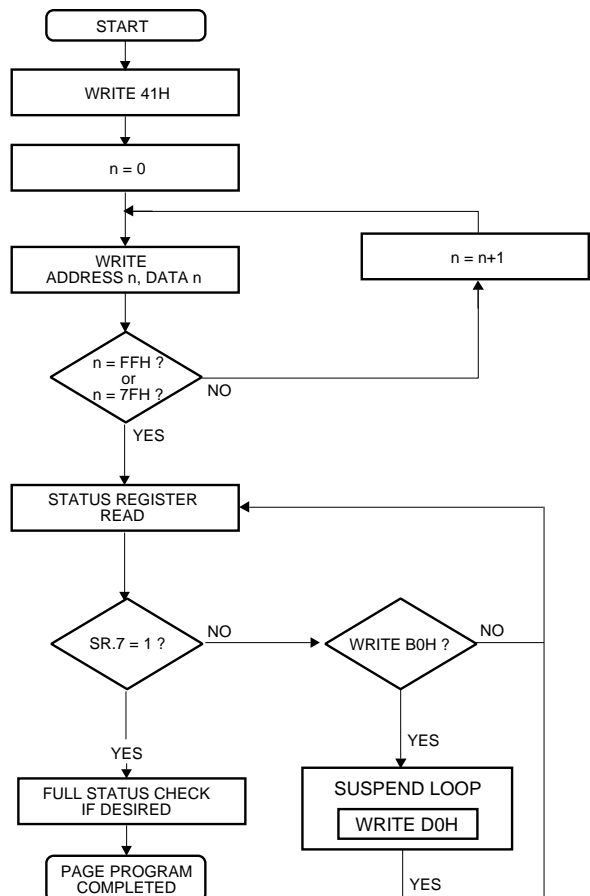 START
WRITE 41H
n = 0
WRITE
ADDRESS n, DATA n
n = n+1
n = FFH ?
or
n = 7FH ?
NO
YES
STATUS REGISTER
READ
SR.7 = 1 ?
NO
WRITE B0H ?
NO
YES
YES
FULL STATUS CHECK
IF DESIRED
SUSPEND LOOP
WRITE D0H
YES
PAGE PROGRAM
COMPLETED